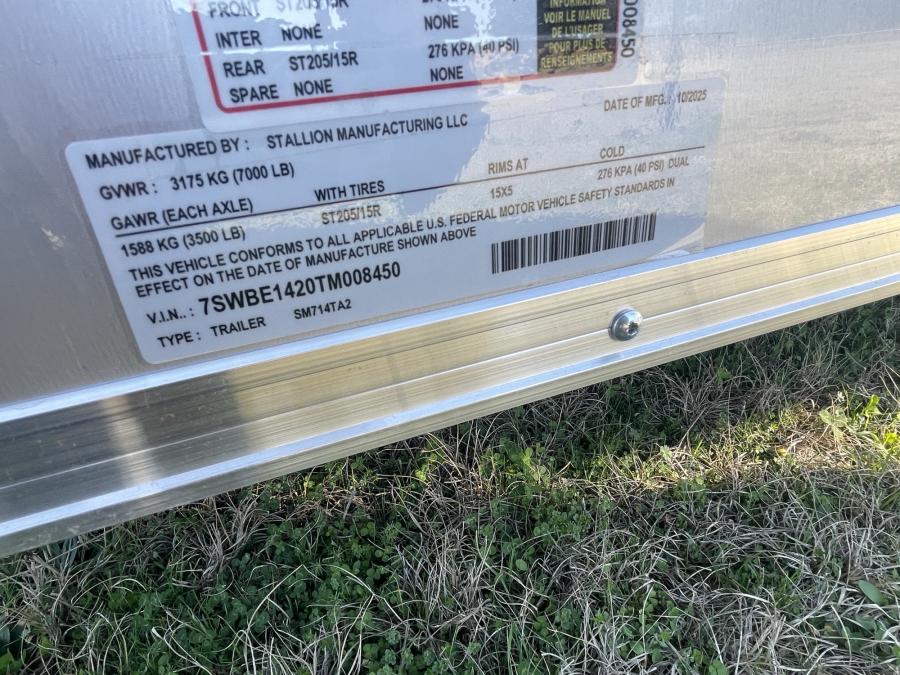 FRONT ST205/15R
INFORMATION
INTER NONE NONE
VOIR LE MANUEL
DE L'USAGER
REAR ST205/15R 276 KPA (40 PSI)
POUR PLUS DE
RENSEIGNEMENTS
SPARE NONE NONE
008450
DATE OF MFG.: 10/2025
MANUFACTURED BY : STALLION MANUFACTURING LLC
GVWR : 3175 KG (7000 LB)
GAWR (EACH AXLE) WITH TIRES RIMS AT COLD
1588 KG (3500 LB) ST205/15R 15X5 276 KPA (40 PSI) DUAL
THIS VEHICLE CONFORMS TO ALL APPLICABLE U.S. FEDERAL MOTOR VEHICLE SAFETY STANDARDS IN
EFFECT ON THE DATE OF MANUFACTURE SHOWN ABOVE
V.I.N.. : 7SWBE1420TM008450
TYPE : TRAILER SM714TA2